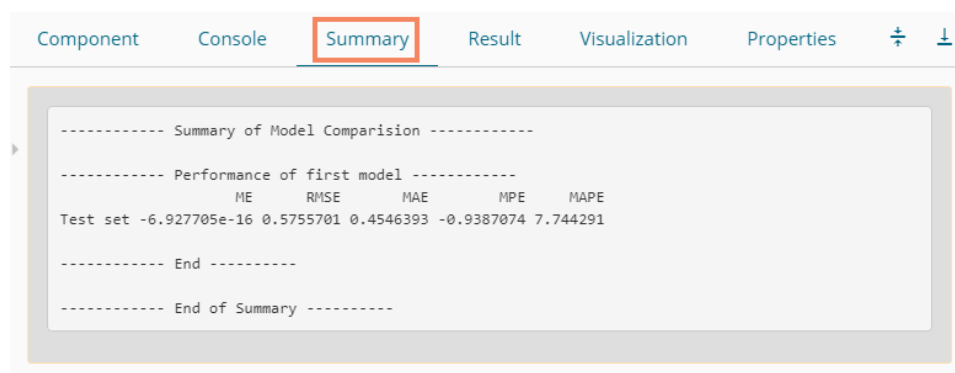 Component Console Summary Result Visualization Properties
------------ Summary of Model Comparision ------------
------------ Performance of first model ------------
ME RMSE MAE MPE MAPE
Test set -6.927705e-16 0.5755701 0.4546393 -0.9387074 7.744291
------------ End ----------
------------ End of Summary ----------